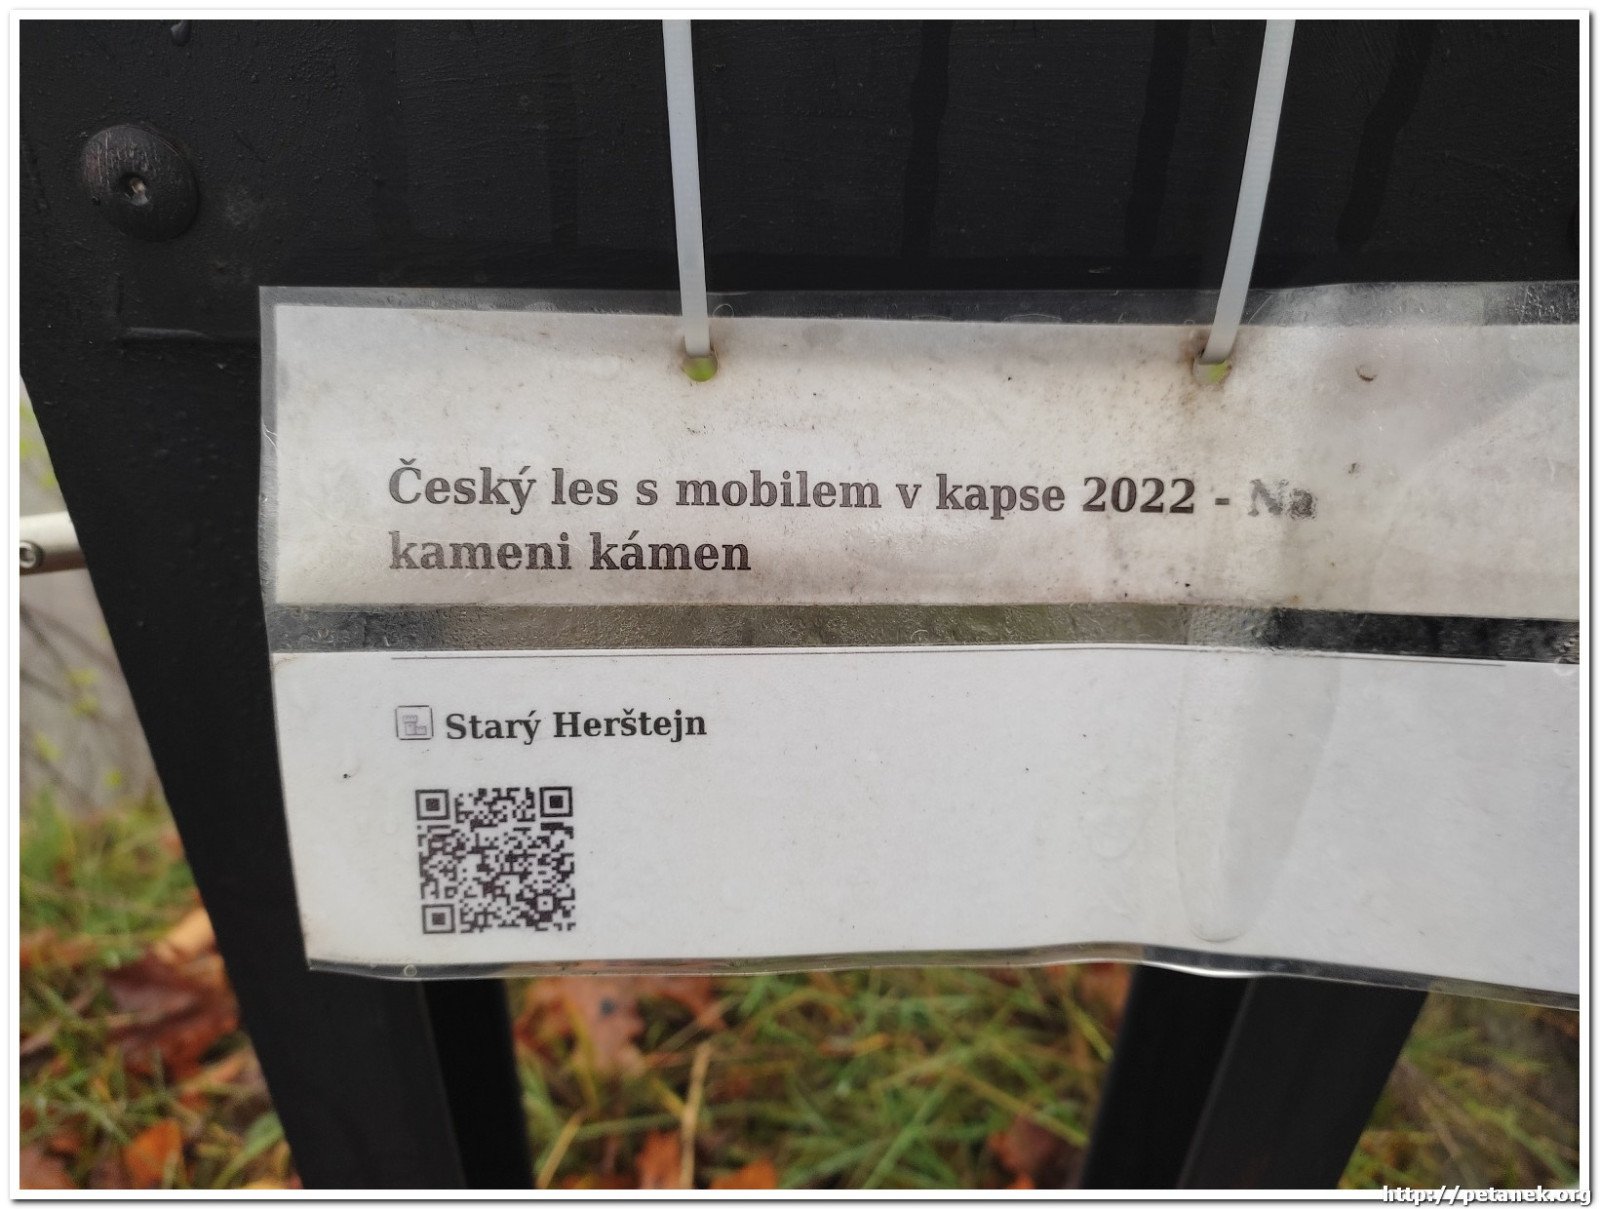 Český les s mobilem v kapse 2022 - Na
kameni kámen
Starý Herštejn
http://petanek.org